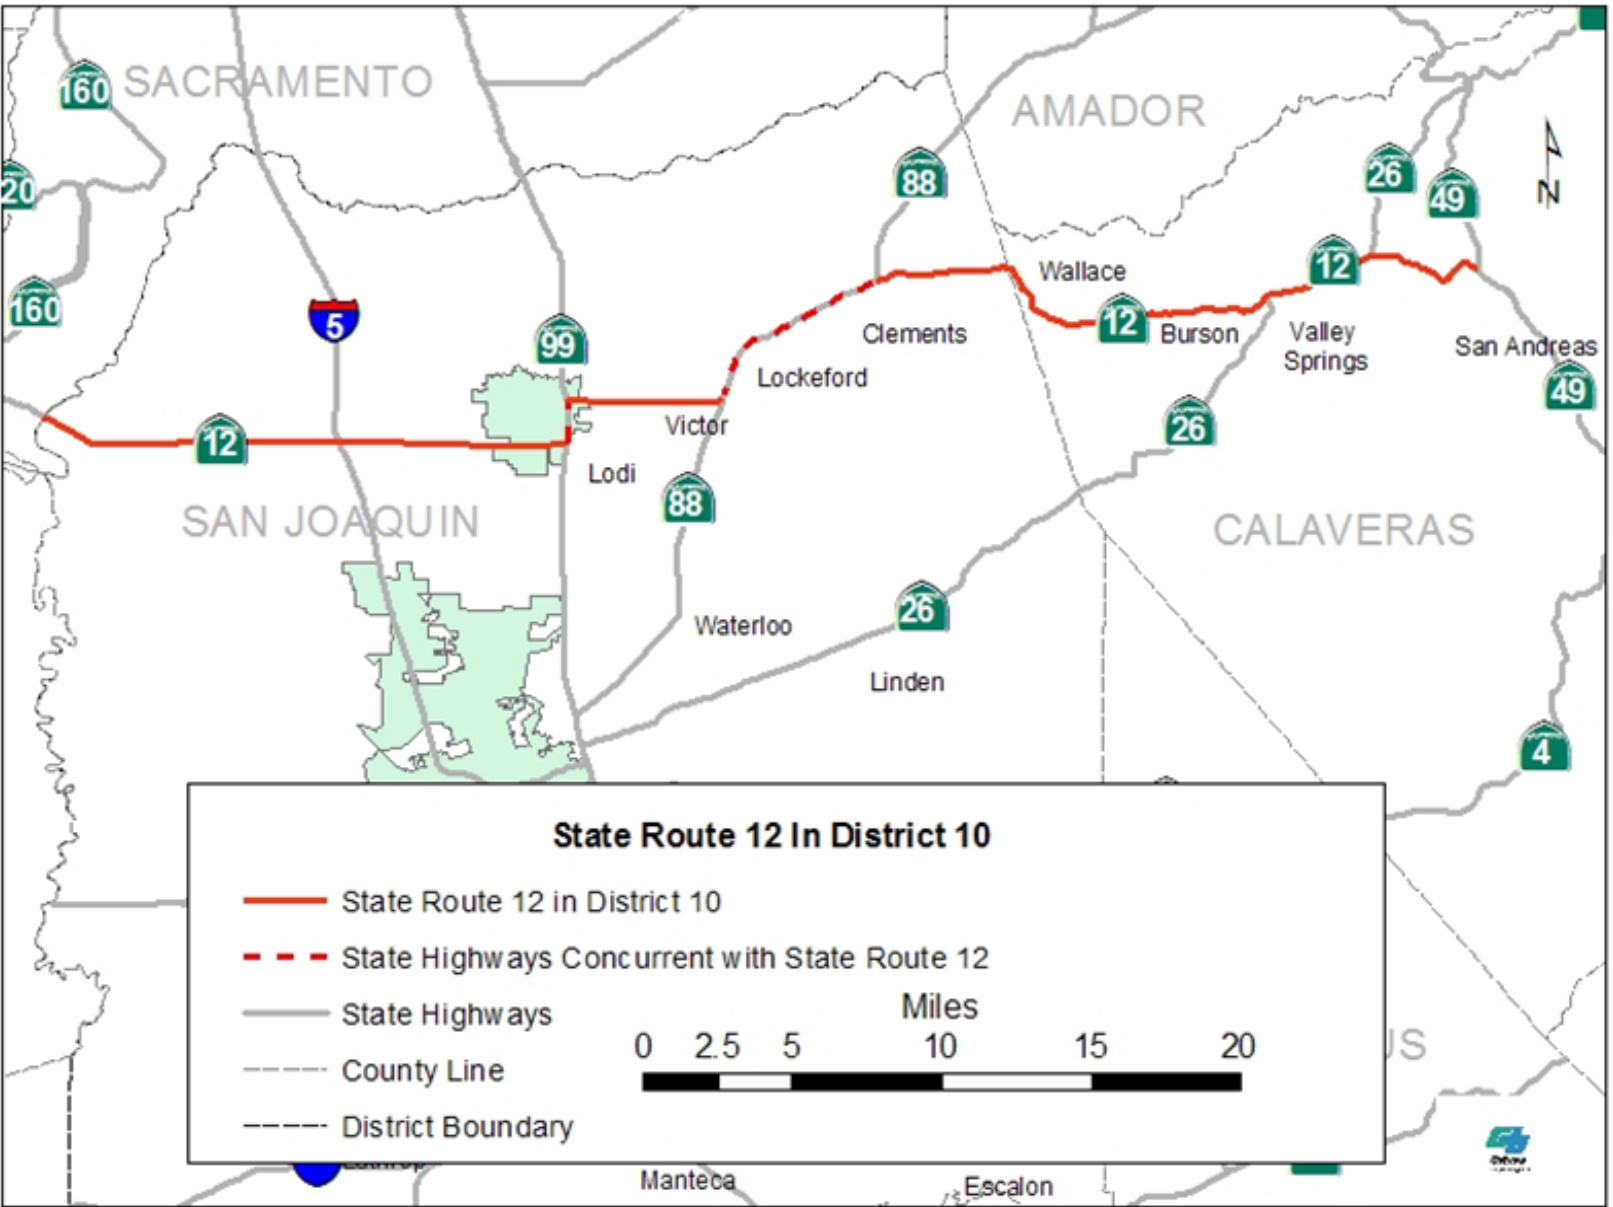 SACRAMENTO
160
AMADOR
20
88
26
49
N
160
5
99
12
Wallace
12
Burson
Valley
Springs
San Andreas
Clements
Lockeford
49
12
Victor
26
Lodi
88
SAN JOAQUIN
CALAVERAS
26
Waterloo
Linden
4
State Route 12 In District 10
State Route 12 in District 10
State Highways Concurrent with State Route 12
State Highways
County Line
District Boundary
Miles
0 2.5 5 10 15 20
US
Manteca
Escalon